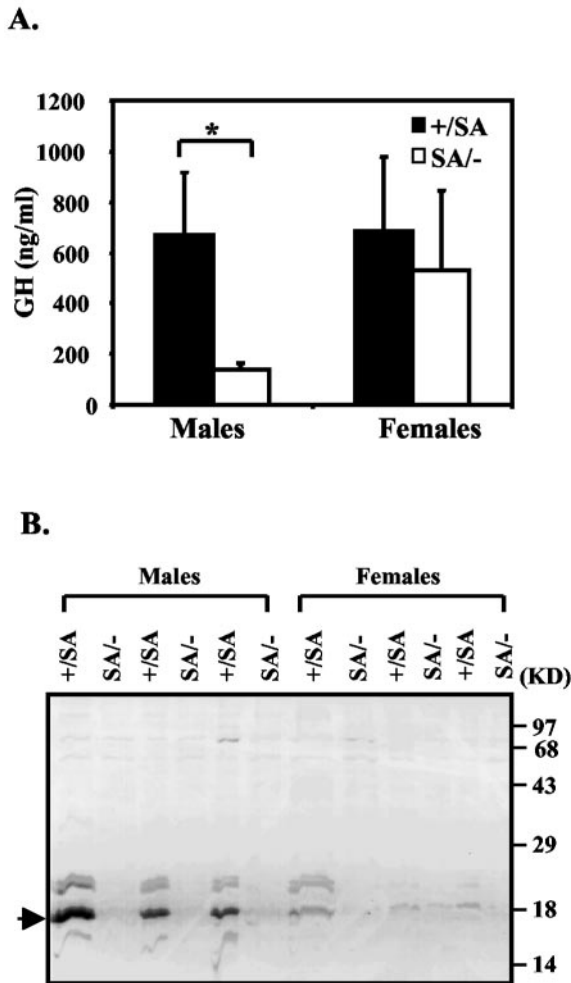 A.
1200
1000
800
600
400
200
0
GH (ng/ml)
*
+/SA
SA/-
Males Females
B.
Males Females
+/SA SA/- +/SA SA/- +/SA SA/- +/SA SA/- +/SA SA/- +/SA SA/- (KD)
97
68
43
29
18
14